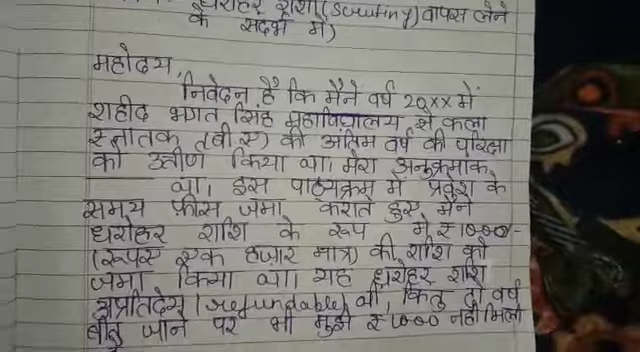 धरोहर राशी (Scrutiny) वापस लेने
के संदर्भ में)
महोदय,
निवेदन है कि मैने वर्ष 20xx में
शहीद भगत सिंह महाविद्यालय से कला
स्नातक (बी.ए) की अंतिम वर्ष की परिक्षा
को उत्तीण किया था। मेरा अनुक्रमाक
था। इस पाठ्यक्रम में प्रवेश के
समय फ़ीस जमा कराते हुए मैने
धरोहर राशि के रूप में ₹1000/-
(रूपए एक हजार मात्र) की राशि को
जमा किया था। यह धरोहर राशि
अप्रतिदेय (refundable) थी, किंतु दो वर्ष
बीत जाने पर भी मुझे ₹1000 नही मिली